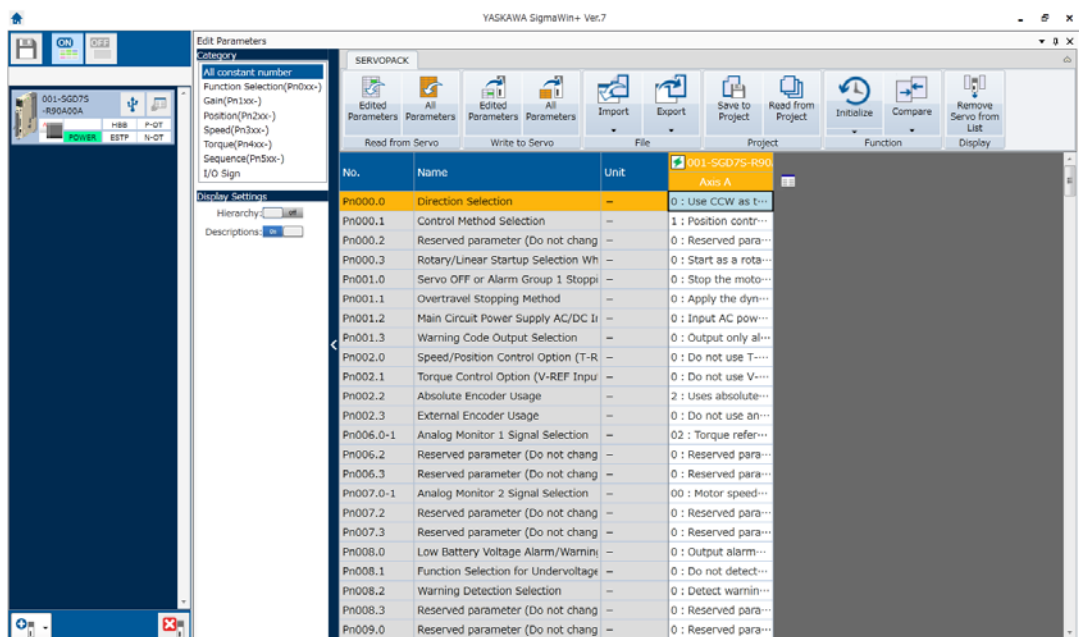 YASKAWA SigmaWin+ Ver.7
ON OFF
Edit Parameters
Category
All constant number
Function Selection(Pn0xx-)
Gain(Pn1xx-)
Position(Pn2xx-)
Speed(Pn3xx-)
Torque(Pn4xx-)
Sequence(Pn5xx-)
I/O Sign
Display Settings
Hierarchy: Off
Descriptions: On
001-SGD7S
-R90A00A
HBB P-OT
POWER ESTP N-OT
SERVOPACK
Edited Parameters
All Parameters
Edited Parameters
All Parameters
Import
Export
Save to Project
Read from Project
Initialize
Compare
Remove Servo from List
Read from Servo
Write to Servo
File
Project
Function
Display
No. Name Unit 001-SGD7S-R90
Axis A
Pn000.0 Direction Selection – 0 : Use CCW as t···
Pn000.1 Control Method Selection – 1 : Position contr···
Pn000.2 Reserved parameter (Do not chang – 0 : Reserved para···
Pn000.3 Rotary/Linear Startup Selection Wh – 0 : Start as a rota···
Pn001.0 Servo OFF or Alarm Group 1 Stoppi – 0 : Stop the moto···
Pn001.1 Overtravel Stopping Method – 0 : Apply the dyn···
Pn001.2 Main Circuit Power Supply AC/DC I – 0 : Input AC pow···
Pn001.3 Warning Code Output Selection – 0 : Output only al···
Pn002.0 Speed/Position Control Option (T-R – 0 : Do not use T-···
Pn002.1 Torque Control Option (V-REF Inpu – 0 : Do not use V-···
Pn002.2 Absolute Encoder Usage – 2 : Uses absolute···
Pn002.3 External Encoder Usage – 0 : Do not use an···
Pn006.0-1 Analog Monitor 1 Signal Selection – 02 : Torque refer···
Pn006.2 Reserved parameter (Do not chang – 0 : Reserved para···
Pn006.3 Reserved parameter (Do not chang – 0 : Reserved para···
Pn007.0-1 Analog Monitor 2 Signal Selection – 00 : Motor speed···
Pn007.2 Reserved parameter (Do not chang – 0 : Reserved para···
Pn007.3 Reserved parameter (Do not chang – 0 : Reserved para···
Pn008.0 Low Battery Voltage Alarm/Warnin – 0 : Output alarm···
Pn008.1 Function Selection for Undervoltage – 0 : Do not detect···
Pn008.2 Warning Detection Selection – 0 : Detect warnin···
Pn008.3 Reserved parameter (Do not chang – 0 : Reserved para···
Pn009.0 Reserved parameter (Do not chang – 0 : Reserved para···